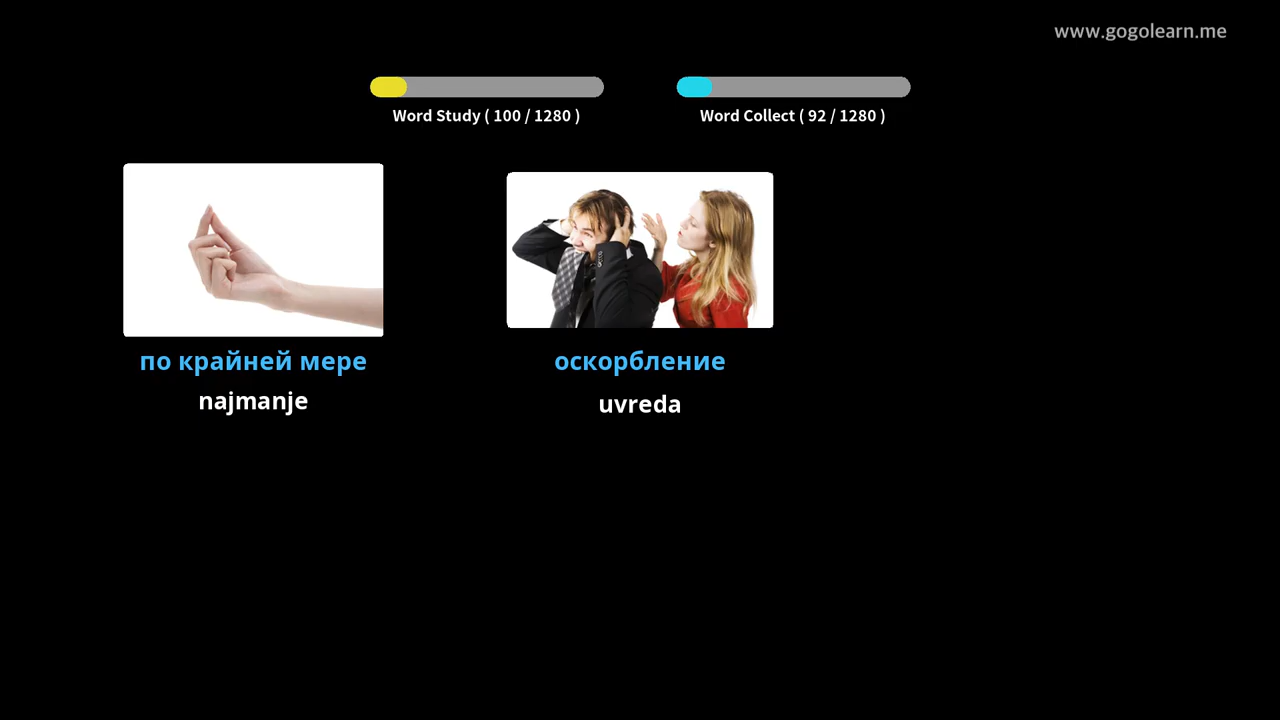 www.gogolearn.me
Word Study ( 100 / 1280 )
Word Collect ( 92 / 1280 )
по крайней мере
najmanje
оскорбление
uvreda